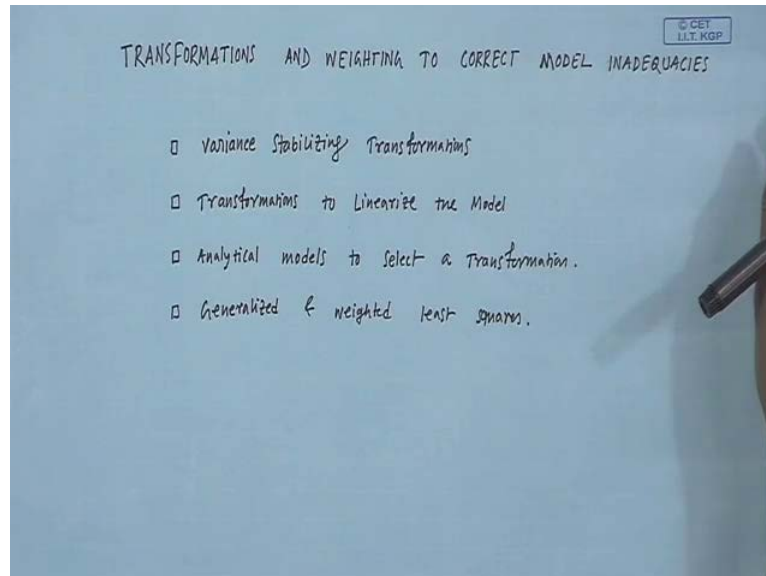 © CET
I.I.T. KGP
TRANSFORMATIONS AND WEIGHTING TO CORRECT MODEL INADEQUACIES
Variance Stabilizing Transformations
Transformations to Linearize the Model
Analytical models to select a Transformation.
Generalized & weighted least squares.